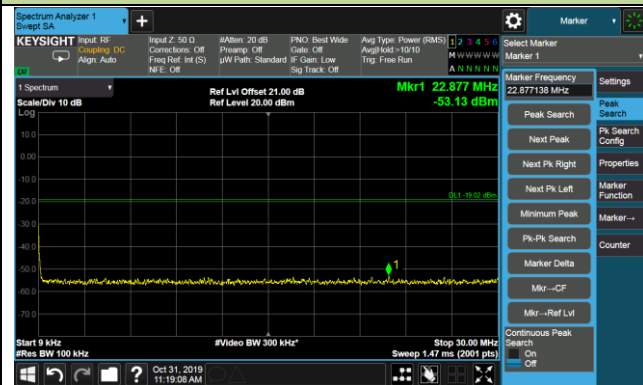 Spectrum Analyzer 1
Swept SA
+
Marker
KEYSIGHT
Input: RF
Coupling: DC
Align: Auto
Input Z: 50 Ω
Corrections: Off
Freq Ref: Int (S)
NFE: Off
#Atten: 20 dB
Preamp: Off
µW Path: Standard
PNO: Best Wide
Gate: Off
IF Gain: Low
Sig Track: Off
Avg Type: Power (RMS)
Avg|Hold:>10/10
Trig: Free Run
1 2 3 4 5 6
M W W W W W
A N N N N N
Select Marker
Marker 1
LW
1 Spectrum
Scale/Div 10 dB
Log
Ref Lvl Offset 21.00 dB
Ref Level 20.00 dBm
Mkr1 22.877 MHz
-53.13 dBm
Marker Frequency
22.877138 MHz
Settings
Peak Search
Peak Search
Next Peak
Pk Search Config
Next Pk Right
Properties
Next Pk Left
Marker Function
Minimum Peak
Marker→
Pk-Pk Search
Counter
Marker Delta
Mkr→CF
Mkr→Ref Lvl
Continuous Peak Search
On
Off
10.0
0.00
-10.0
-20.0
-30.0
-40.0
-50.0
-60.0
-70.0
DL1 -19.02 dBm
1
Start 9 kHz
#Res BW 100 kHz
#Video BW 300 kHz*
Stop 30.00 MHz
Sweep 1.47 ms (2001 pts)
?
Oct 31, 2019
11:19:08 AM